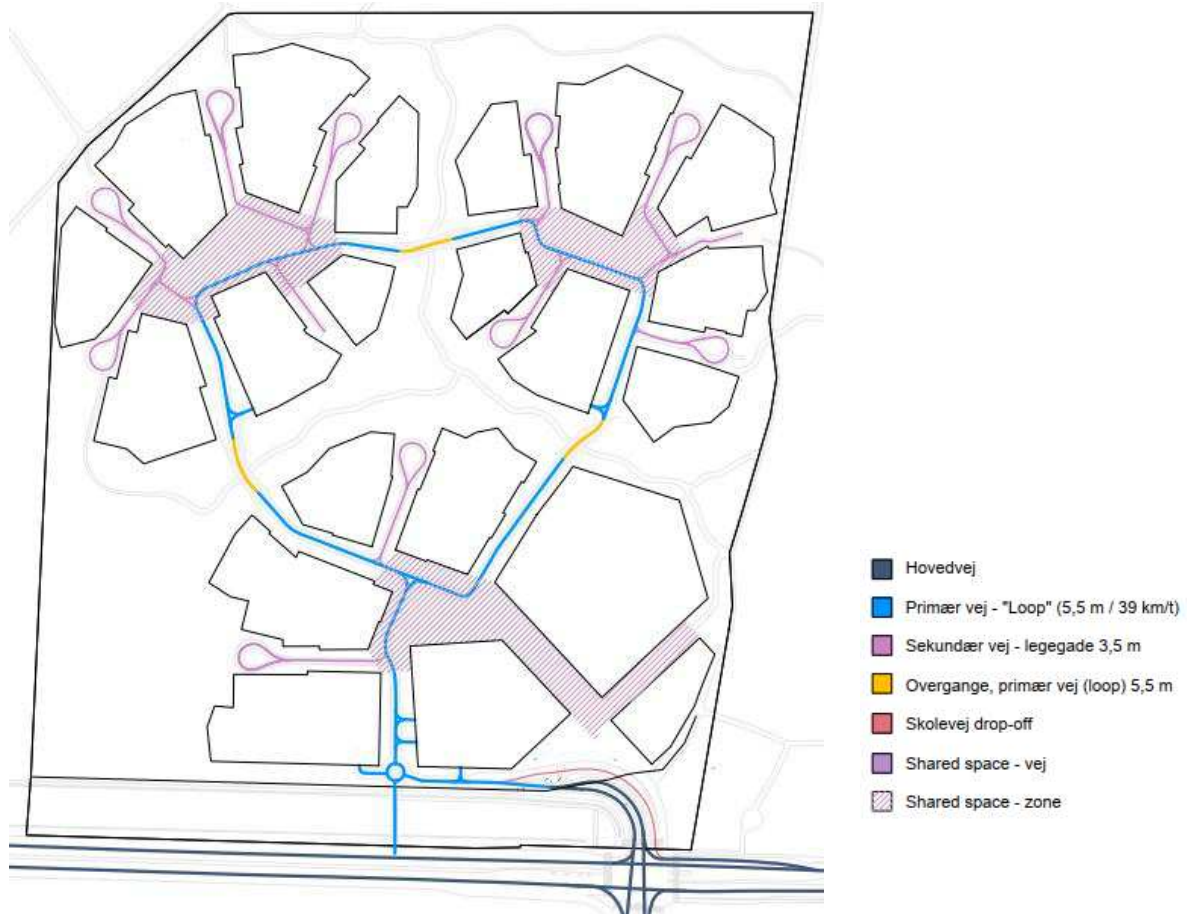 Hovedvej
Primær vej - "Loop" (5,5 m / 39 km/t)
Sekundær vej - legegade 3,5 m
Overgange, primær vej (loop) 5,5 m
Skolevej drop-off
Shared space - vej
Shared space - zone